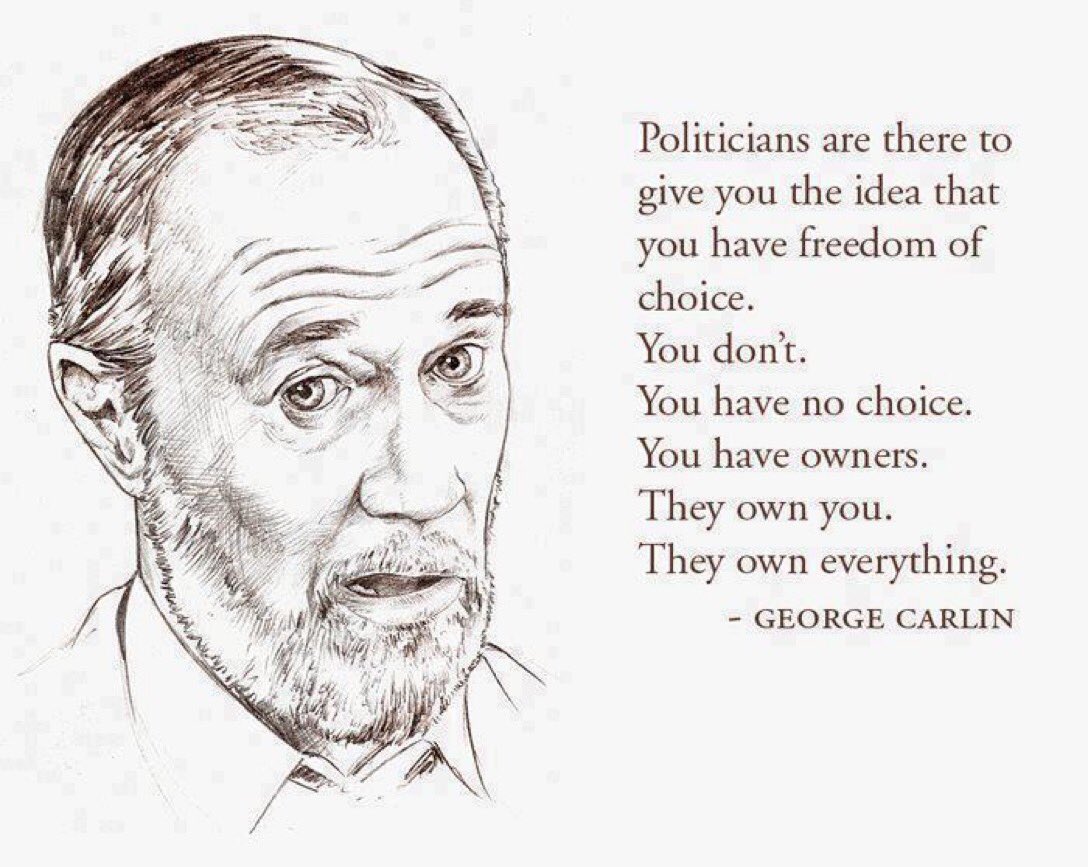 Politicians are there to
give you the idea that
you have freedom of
choice.
You don’t.
You have no choice.
You have owners.
They own you.
They own everything.
- GEORGE CARLIN